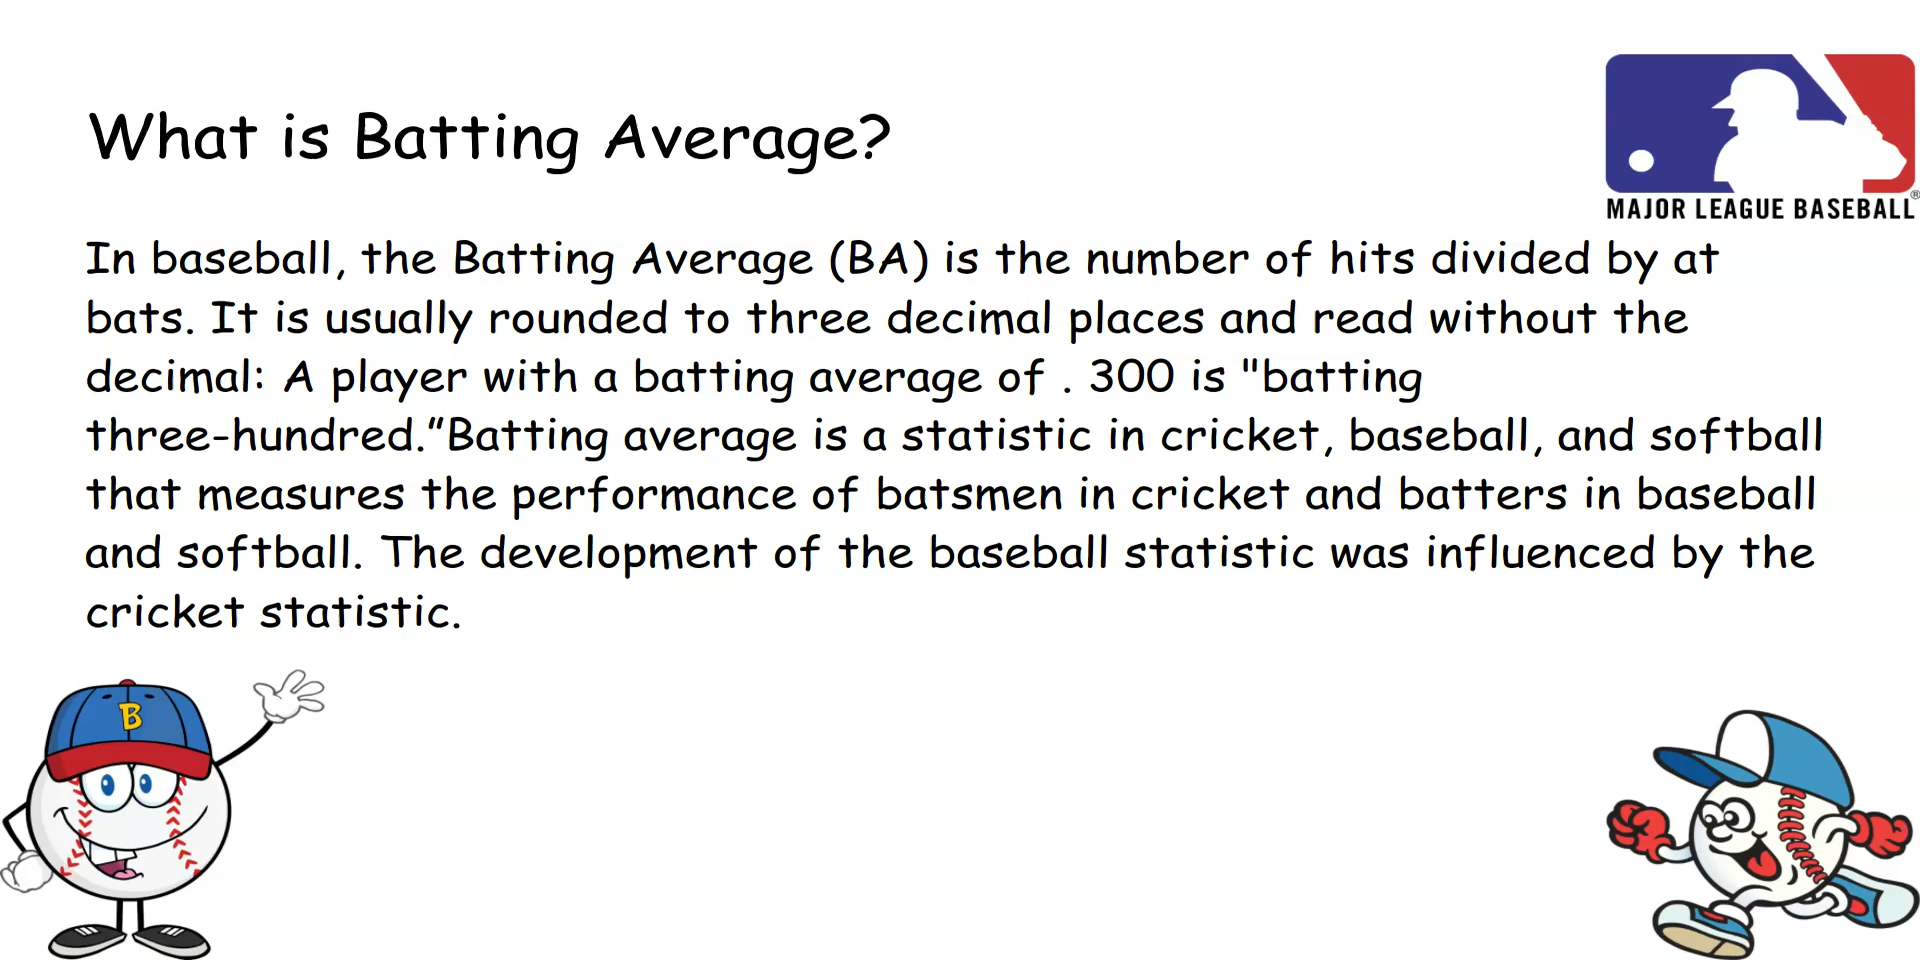 What is Batting Average?
MAJOR LEAGUE BASEBALL®
In baseball, the Batting Average (BA) is the number of hits divided by at
bats. It is usually rounded to three decimal places and read without the
decimal: A player with a batting average of . 300 is "batting
three-hundred.”Batting average is a statistic in cricket, baseball, and softball
that measures the performance of batsmen in cricket and batters in baseball
and softball. The development of the baseball statistic was influenced by the
cricket statistic.
B